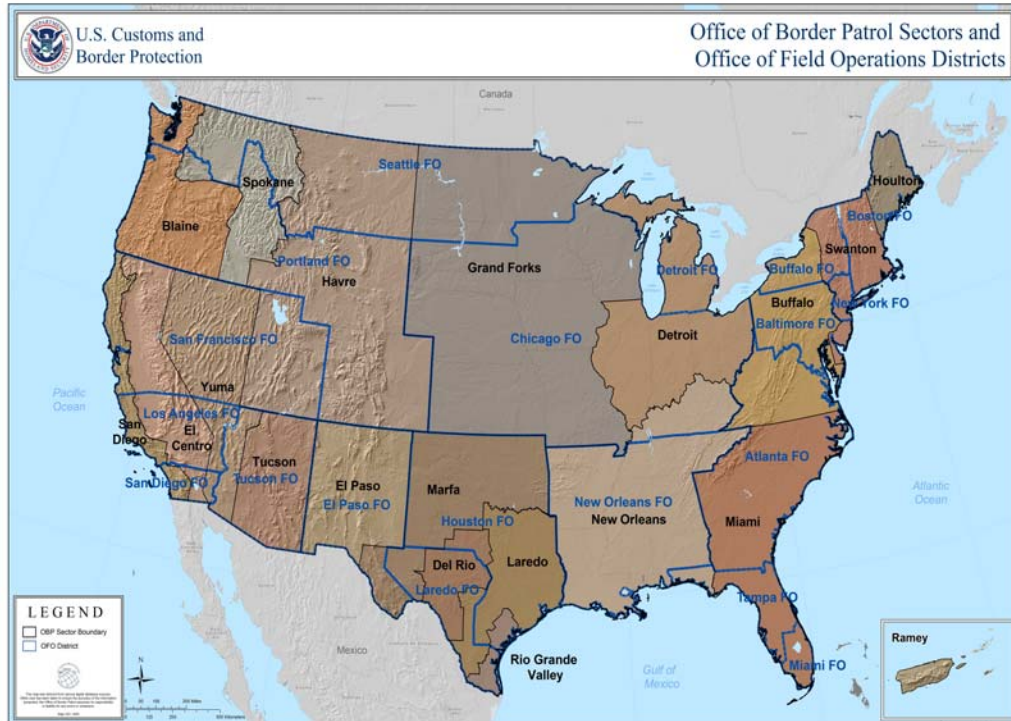 U.S. Customs and
Border Protection
Office of Border Patrol Sectors and
Office of Field Operations Districts
Canada
Seattle FO
Spokane
Blaine
Houlton
Boston FO
Swanton
Portland FO
Havre
Grand Forks
Detroit FO
Buffalo FO
Buffalo
New York FO
Baltimore FO
San Francisco FO
Chicago FO
Detroit
Pacific
Ocean
Yuma
Los Angeles FO
San
Diego
El
Centro
San Diego FO
Tucson
Tucson FO
El Paso
El Paso FO
Marfa
Houston FO
New Orleans FO
New Orleans
Atlanta FO
Atlantic
Ocean
Miami
Del Rio
Laredo
Laredo FO
Tampa FO
Miami FO
Rio Grande
Valley
Mexico
Gulf of
Mexico
Ramey
LEGEND
OBP Sector Boundary
OFO District
N